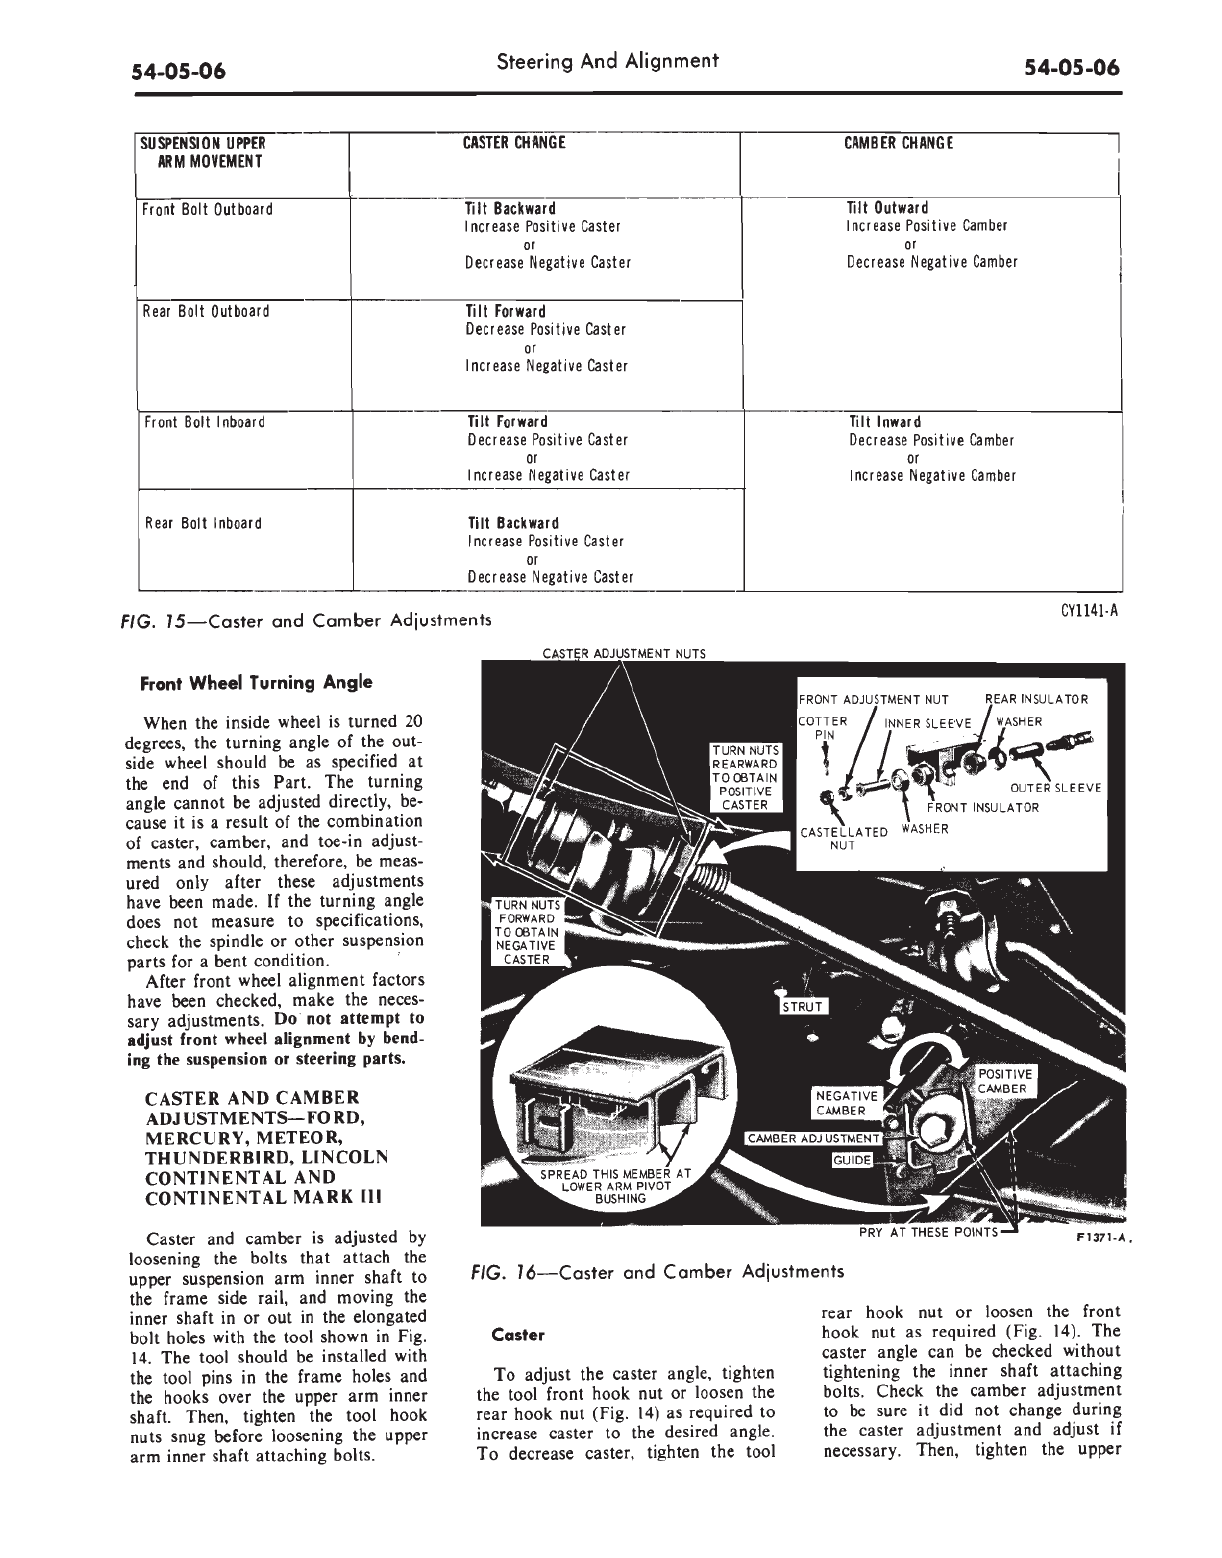 54-05-06
Steering And Alignment
54-05-06
SUSPENSION UPPER
ARM MOVEMENT
CASTER CHANGE
CAMBER CHANGE
Front Bolt Outboard
Tilt Backward
Increase Positive Caster
or
Decrease Negative Caster
Tilt Outward
Increase Positive Camber
or
Decrease Negative Camber
Rear Bolt Outboard
Tilt Forward
Decrease Positive Caster
or
Increase Negative Caster
Front Bolt Inboard
Tilt Forward
Decrease Positive Caster
or
Increase Negative Caster
Tilt Inward
Decrease Positive Camber
or
Increase Negative Camber
Rear Bolt Inboard
Tilt Backward
Increase Positive Caster
or
Decrease Negative Caster
CY1141-A
FIG. 15—Caster and Camber Adjustments
Front Wheel Turning Angle
When the inside wheel is turned 20
degrees, the turning angle of the out-
side wheel should be as specified at
the end of this Part. The turning
angle cannot be adjusted directly, be-
cause it is a result of the combination
of caster, camber, and toe-in adjust-
ments and should, therefore, be meas-
ured only after these adjustments
have been made. If the turning angle
does not measure to specifications,
check the spindle or other suspension
parts for a bent condition.
After front wheel alignment factors
have been checked, make the neces-
sary adjustments. Do not attempt to
adjust front wheel alignment by bend-
ing the suspension or steering parts.
CASTER AND CAMBER
ADJUSTMENTS—FORD,
MERCURY, METEOR,
THUNDERBIRD, LINCOLN
CONTINENTAL AND
CONTINENTAL MARK III
Caster and camber is adjusted by
loosening the bolts that attach the
upper suspension arm inner shaft to
the frame side rail, and moving the
inner shaft in or out in the elongated
bolt holes with the tool shown in Fig.
14. The tool should be installed with
the tool pins in the frame holes and
the hooks over the upper arm inner
shaft. Then, tighten the tool hook
nuts snug before loosening the upper
arm inner shaft attaching bolts.
CASTER ADJUSTMENT NUTS
FRONT ADJUSTMENT NUT
REAR INSULATOR
COTTER
PIN
INNER SLEEVE
WASHER
OUTER SLEEVE
FRONT INSULATOR
CASTELLATED
NUT
WASHER
TURN NUTS
REARWARD
TO OBTAIN
POSITIVE
CASTER
TURN NUTS
FORWARD
TO OBTAIN
NEGATIVE
CASTER
STRUT
POSITIVE
CAMBER
NEGATIVE
CAMBER
CAMBER ADJUSTMENT
GUIDE
SPREAD THIS MEMBER AT
LOWER ARM PIVOT
BUSHING
PRY AT THESE POINTS
F1371-A.
FIG. 16—Caster and Camber Adjustments
Caster
To adjust the caster angle, tighten
the tool front hook nut or loosen the
rear hook nut (Fig. 14) as required to
increase caster to the desired angle.
To decrease caster, tighten the tool
rear hook nut or loosen the front
hook nut as required (Fig. 14). The
caster angle can be checked without
tightening the inner shaft attaching
bolts. Check the camber adjustment
to be sure it did not change during
the caster adjustment and adjust if
necessary. Then, tighten the upper